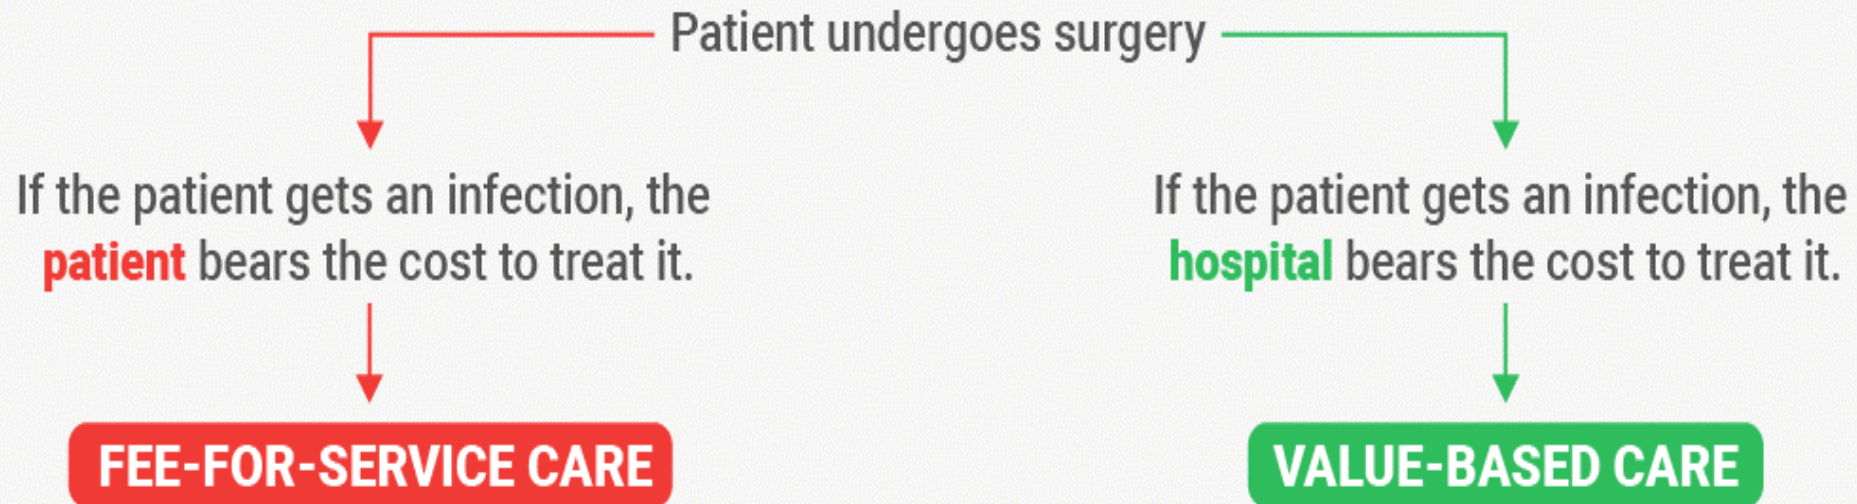 Patient undergoes surgery
If the patient gets an infection, the
patient bears the cost to treat it.
If the patient gets an infection, the
hospital bears the cost to treat it.
FEE-FOR-SERVICE CARE
VALUE-BASED CARE